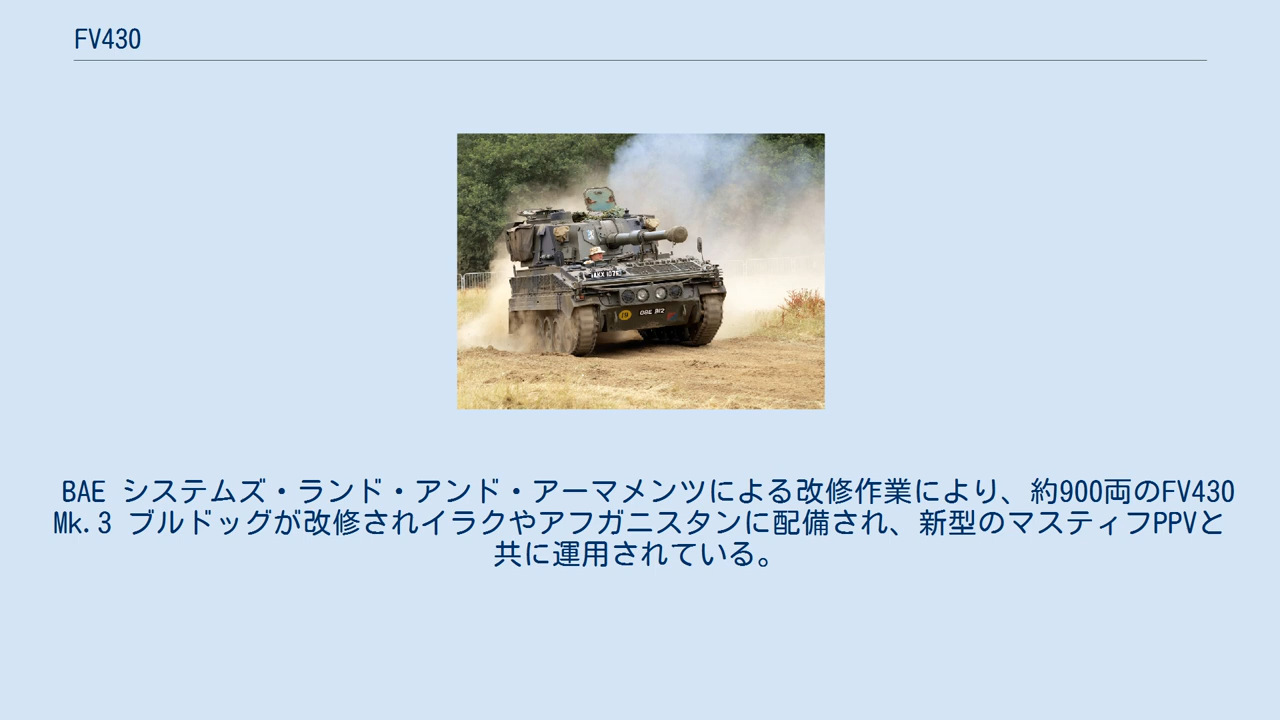 FV430
BAE システムズ・ランド・アンド・アーマメンツによる改修作業により、約900両のFV430
Mk.3 ブルドッグが改修されイラクやアフガニスタンに配備され、新型のマスティフPPVと
共に運用されている。